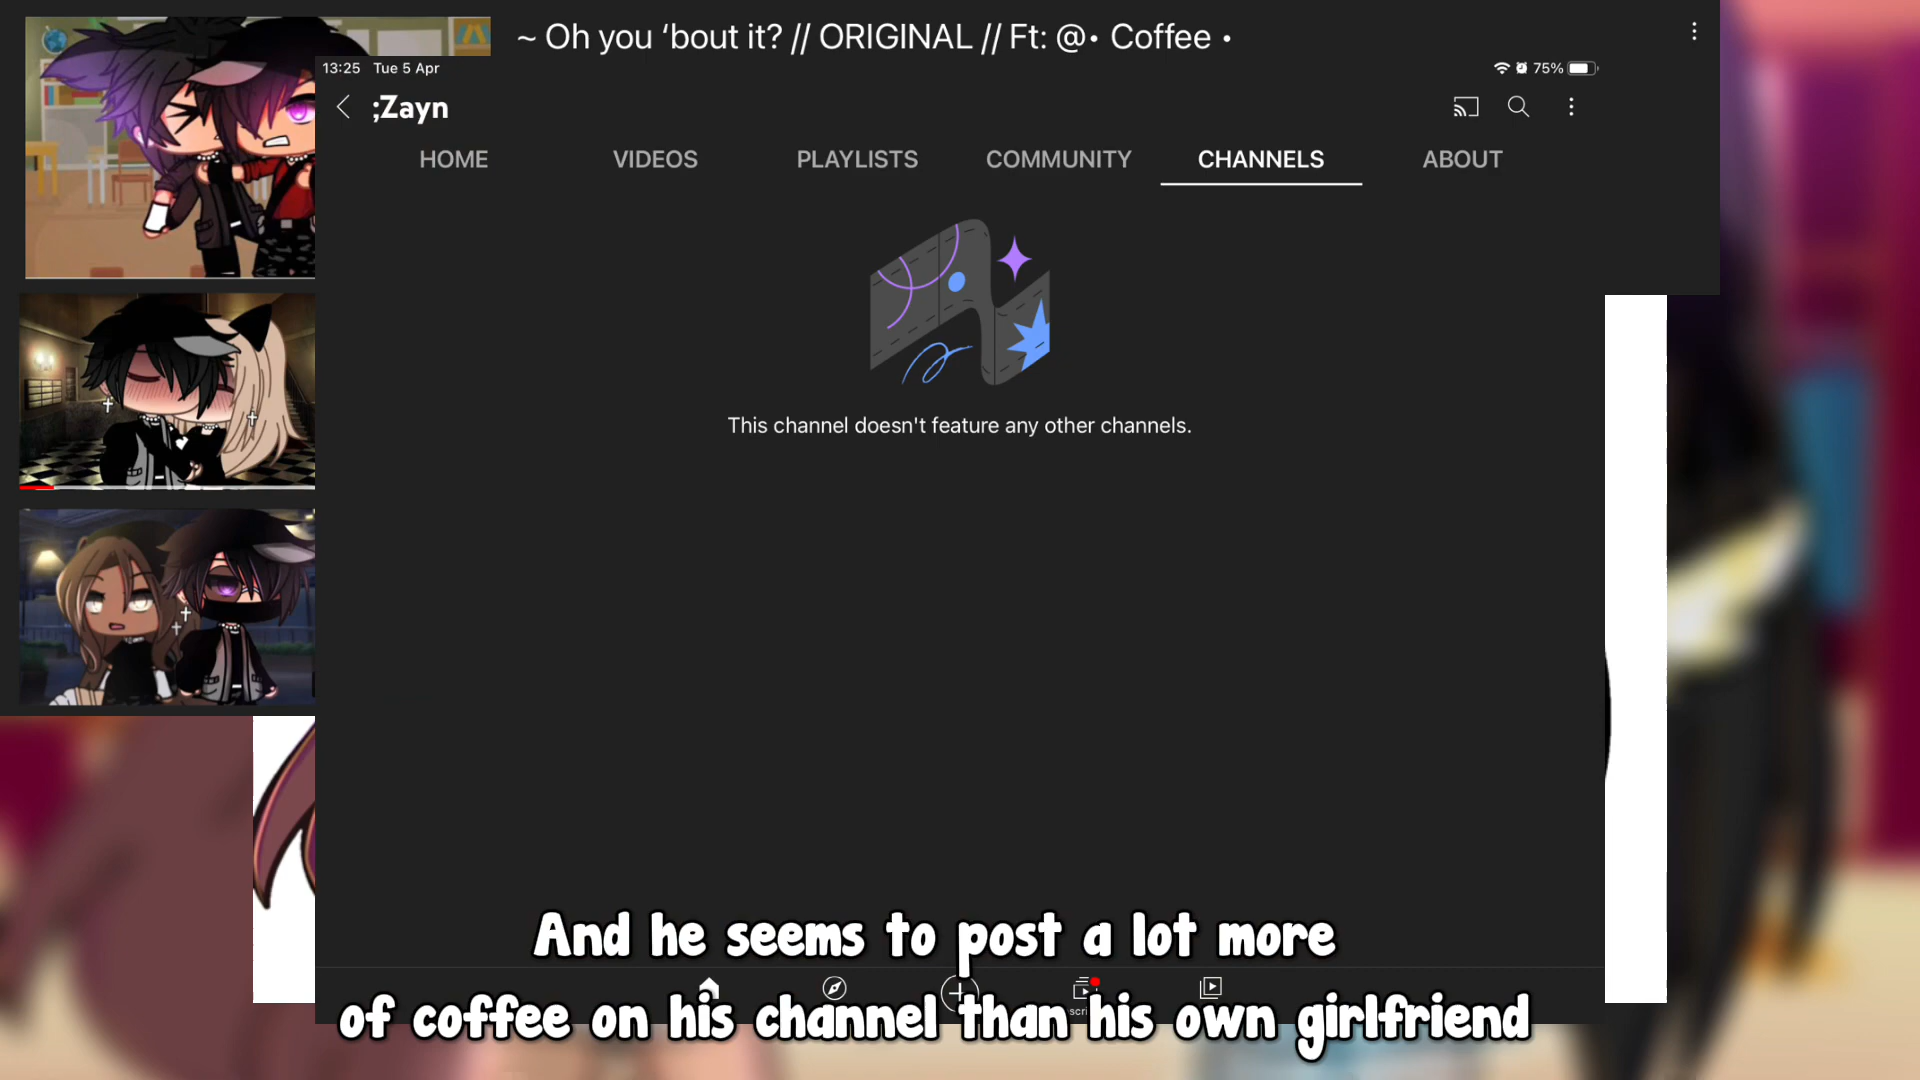 ~ Oh you ‘bout it? // ORIGINAL // Ft: @• Coffee •
13:25 Tue 5 Apr
75%
;Zayn
HOME VIDEOS PLAYLISTS COMMUNITY CHANNELS ABOUT
This channel doesn't feature any other channels.
And he seems to post a lot more
of coffee on his channel than his own girlfriend